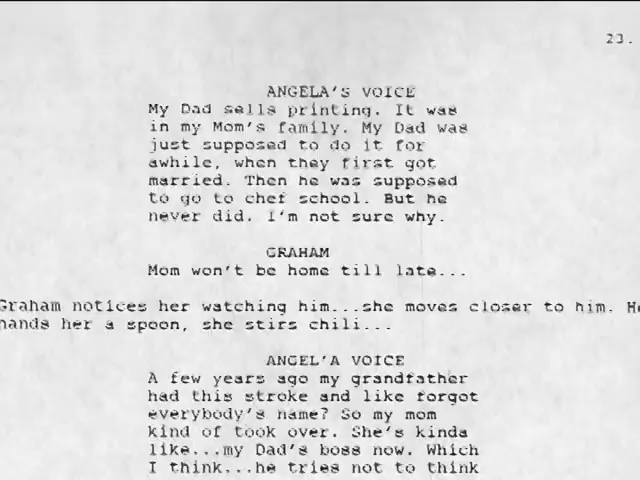 23.
ANGELA'S VOICE
My Dad sells printing. It was
in my Mom's family. My Dad was
just supposed to do it for
awhile, when they first got
married. Then he was supposed
to go to chef school. But he
never did. I'm not sure why.
GRAHAM
Mom won't be home till late...
Graham notices her watching him...she moves closer to him. He
hands her a spoon, she stirs chili...
ANGEL'A VOICE
A few years ago my grandfather
had this stroke and like forgot
everybody's name? So my mom
kind of took over. She's kinda
like...my Dad's boss now. Which
I think...he tries not to think